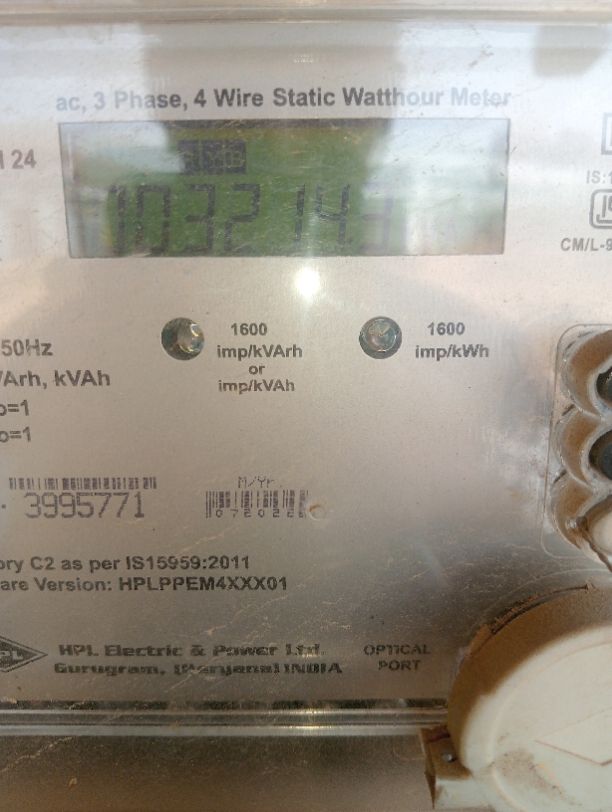 ac, 3 Phase, 4 Wire Static Watthour Meter
24
IS:1
CM/L-9
1600
imp/kVArh
or
imp/kVAh
1600
imp/kWh
50Hz
VArh, kVAh
=1
=1
3995771
M/Yr.
072022
ory C2 as per IS15959:2011
are Version: HPLPPEM4XXX01
HPL Electric & Power Ltd.
Gurugram, (Haryana) INDIA
OPTICAL
PORT